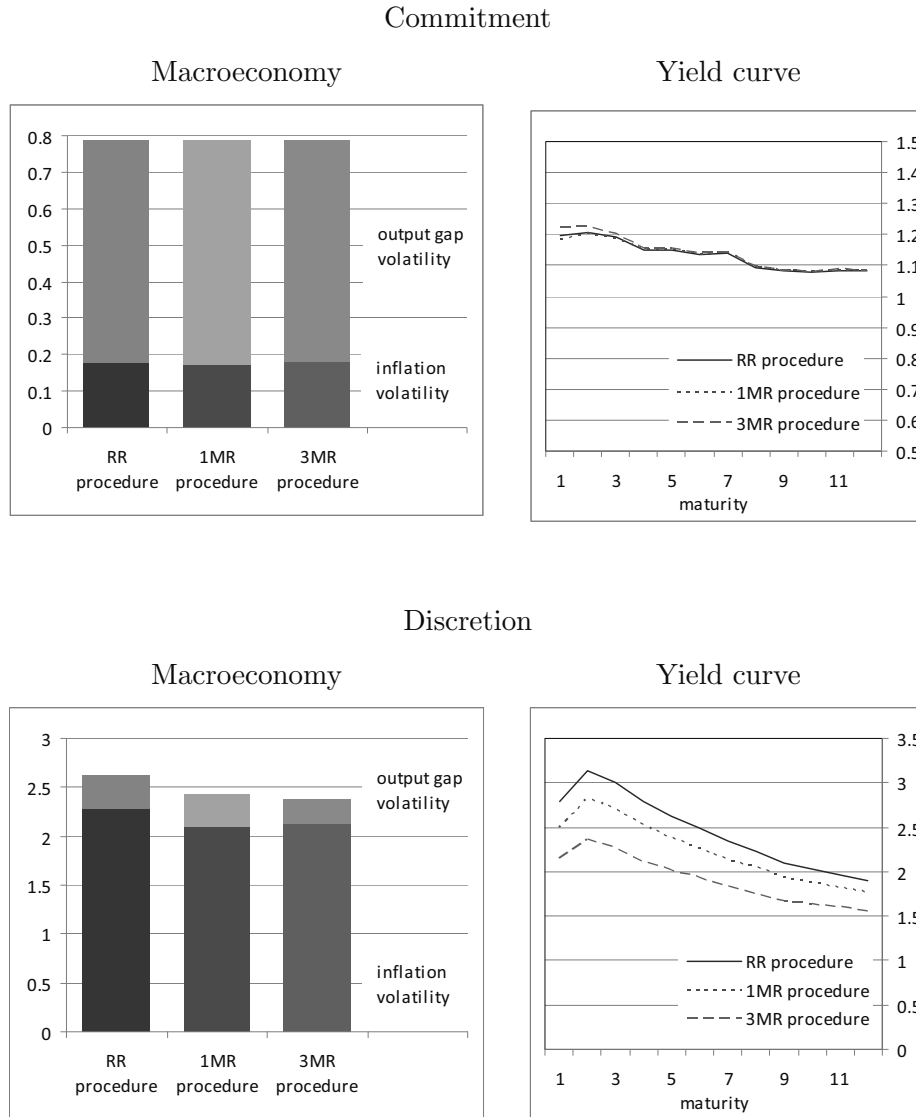 Commitment
Macroeconomy
Yield curve
0.8
0.7
0.6
0.5
0.4
0.3
0.2
0.1
0
output gap
volatility
inflation
volatility
RR
procedure
1MR
procedure
3MR
procedure
1.5
1.4
1.3
1.2
1.1
1
0.9
0.8
0.7
0.6
0.5
RR procedure
1MR procedure
3MR procedure
1 3 5 7 9 11
maturity
Discretion
Macroeconomy
Yield curve
3
2.5
2
1.5
1
0.5
0
output gap
volatility
inflation
volatility
RR
procedure
1MR
procedure
3MR
procedure
3.5
3
2.5
2
1.5
1
0.5
0
RR procedure
1MR procedure
3MR procedure
1 3 5 7 9 11
maturity